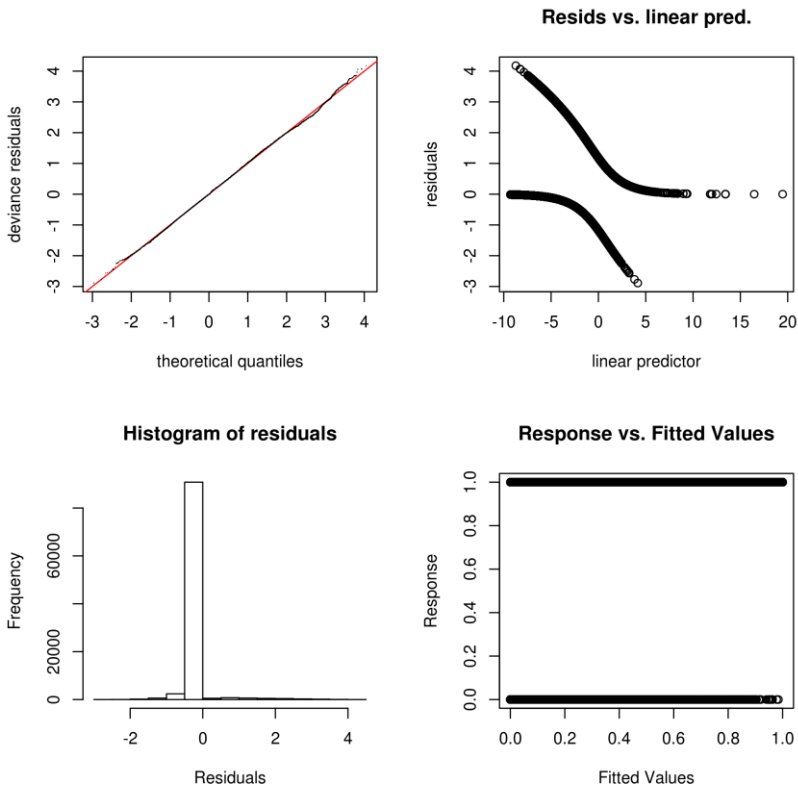 Resids vs. linear pred.
deviance residuals
4
3
2
1
0
-1
-2
-3
-3 -2 -1 0 1 2 3 4
theoretical quantiles
residuals
4
3
2
1
0
-1
-2
-3
-10 -5 0 5 10 15 20
linear predictor
Histogram of residuals
Frequency
60000
20000
0
-2 0 2 4
Residuals
Response vs. Fitted Values
Response
1.0
0.8
0.6
0.4
0.2
0.0
0.0 0.2 0.4 0.6 0.8 1.0
Fitted Values